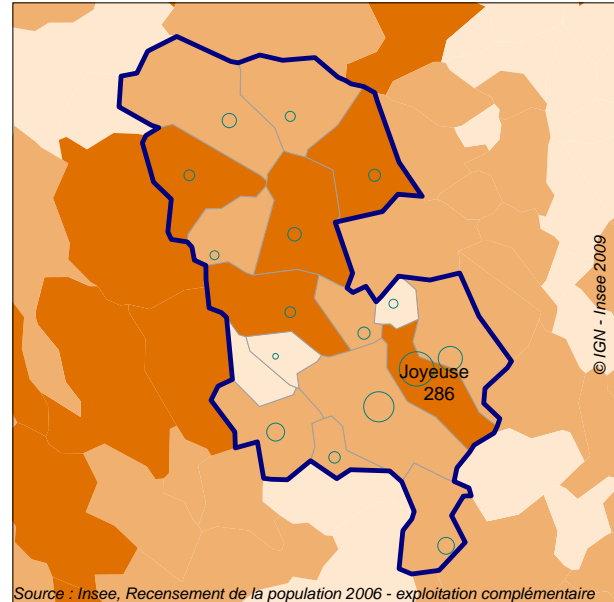 © IGN - Insee 2009
Joyeuse
286
Source : Insee, Recensement de la population 2006 - exploitation complémentaire